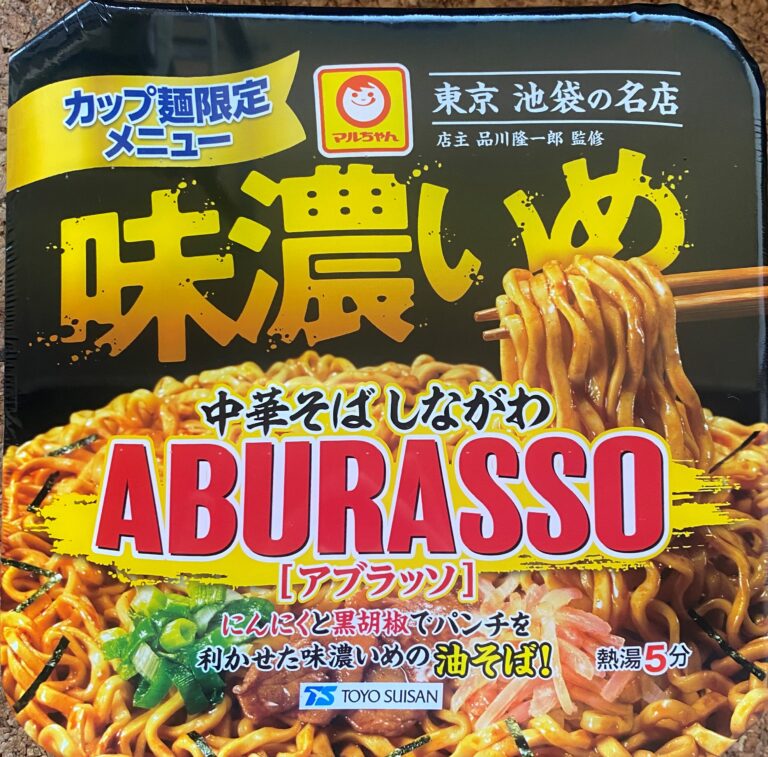 カップ麺限定
メニュー
マルちゃん
東京 池袋の名店
店主 品川隆一郎 監修
味濃いめ
中華そば しながわ
ABURASSO
[アブラッソ]
にんにくと黒胡椒でパンチを
利かせた味濃いめの油そば!
熱湯5分
TS TOYO SUISAN